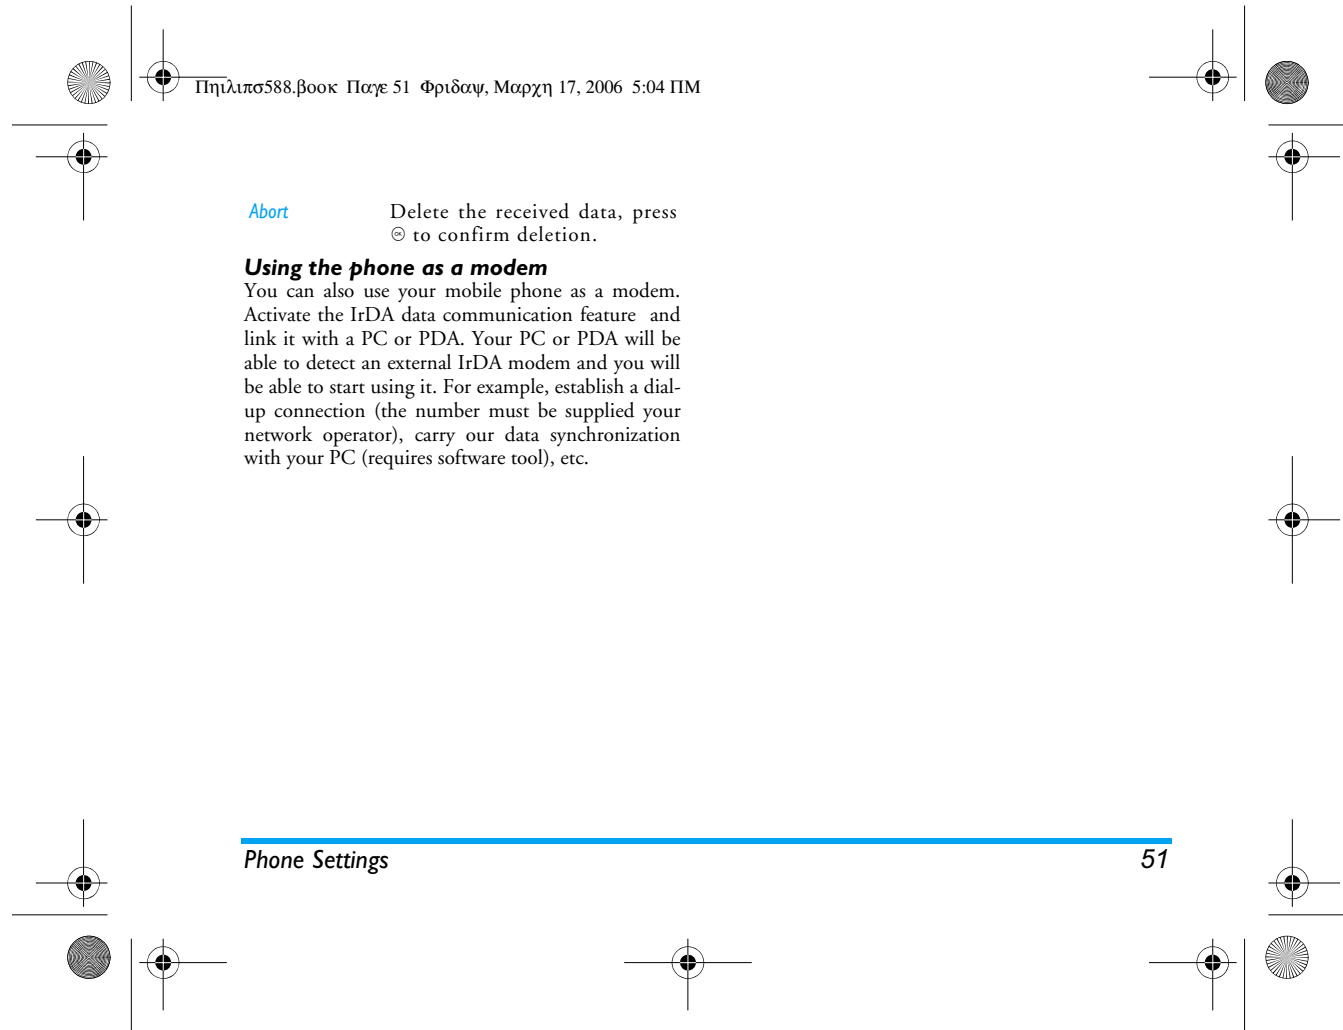 Πηιλιπσ588.βοοκ Παγε 51 Φριδαψ, Μαρχη 17, 2006 5:04 ΠΜ
Abort Delete the received data, press
OK to confirm deletion.
Using the phone as a modem
You can also use your mobile phone as a modem.
Activate the IrDA data communication feature and
link it with a PC or PDA. Your PC or PDA will be
able to detect an external IrDA modem and you will
be able to start using it. For example, establish a dial-
up connection (the number must be supplied your
network operator), carry our data synchronization
with your PC (requires software tool), etc.
Phone Settings 51